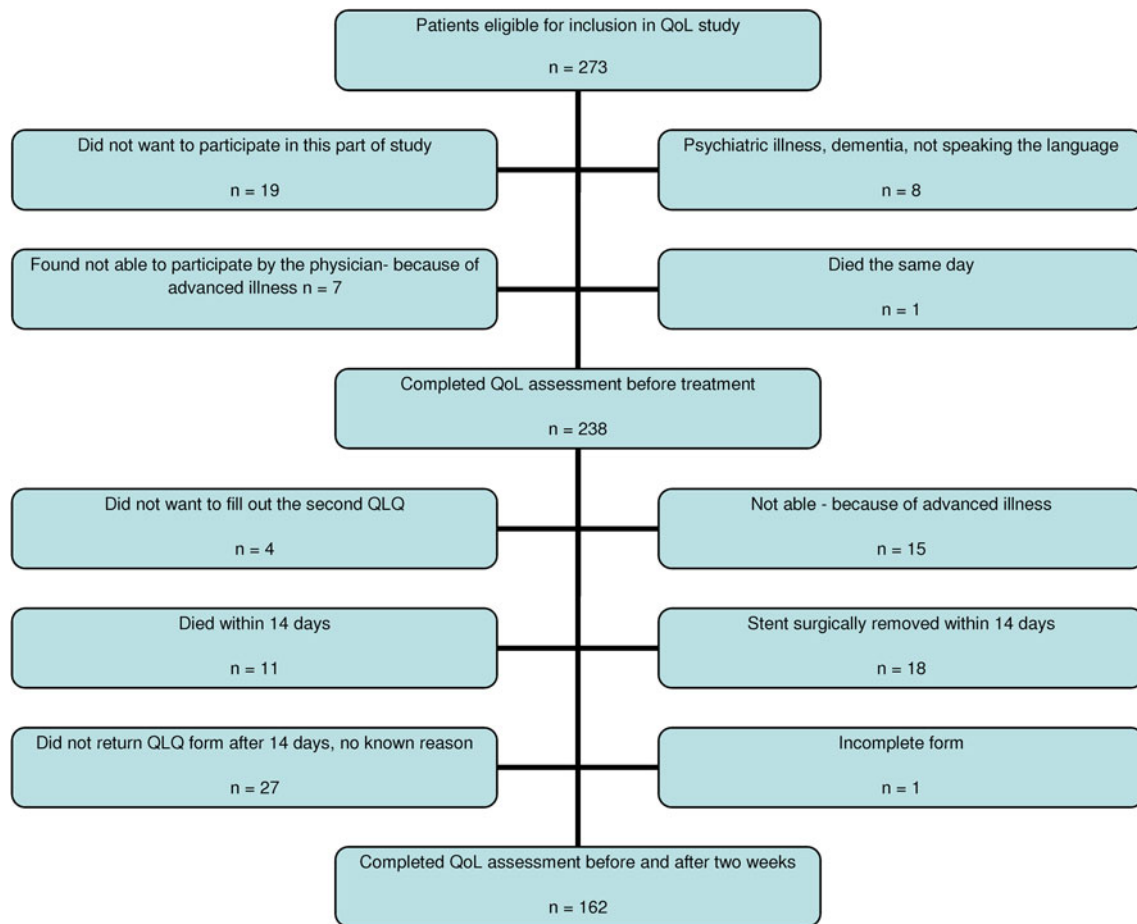 Patients eligible for inclusion in QoL study
n = 273
Did not want to participate in this part of study
n = 19
Psychiatric illness, dementia, not speaking the language
n = 8
Found not able to participate by the physician- because of
advanced illness n = 7
Died the same day
n = 1
Completed QoL assessment before treatment
n = 238
Did not want to fill out the second QLQ
n = 4
Not able - because of advanced illness
n = 15
Died within 14 days
n = 11
Stent surgically removed within 14 days
n = 18
Did not return QLQ form after 14 days, no known reason
n = 27
Incomplete form
n = 1
Completed QoL assessment before and after two weeks
n = 162